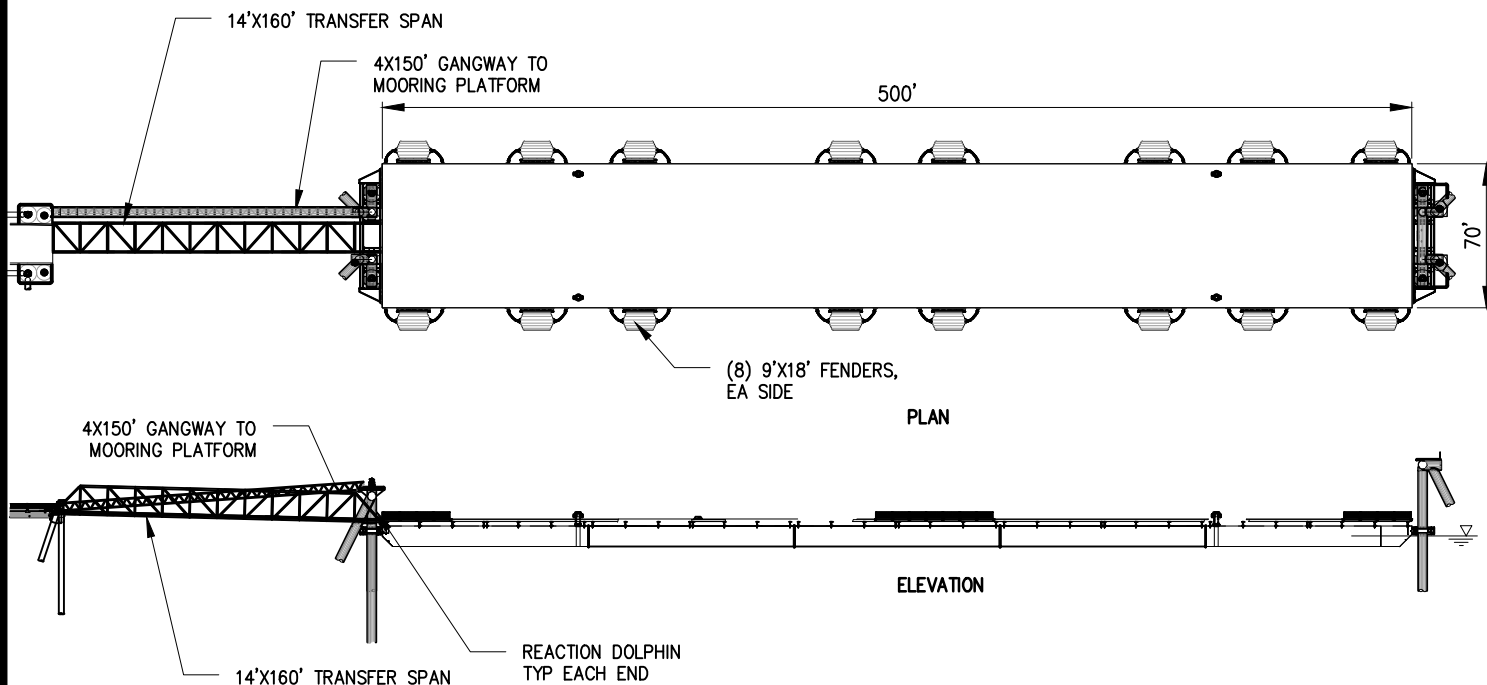 14'X160' TRANSFER SPAN
4X150' GANGWAY TO
MOORING PLATFORM
500'
70'
(8) 9'X18' FENDERS,
EA SIDE
PLAN
4X150' GANGWAY TO
MOORING PLATFORM
ELEVATION
REACTION DOLPHIN
TYP EACH END
14'X160' TRANSFER SPAN